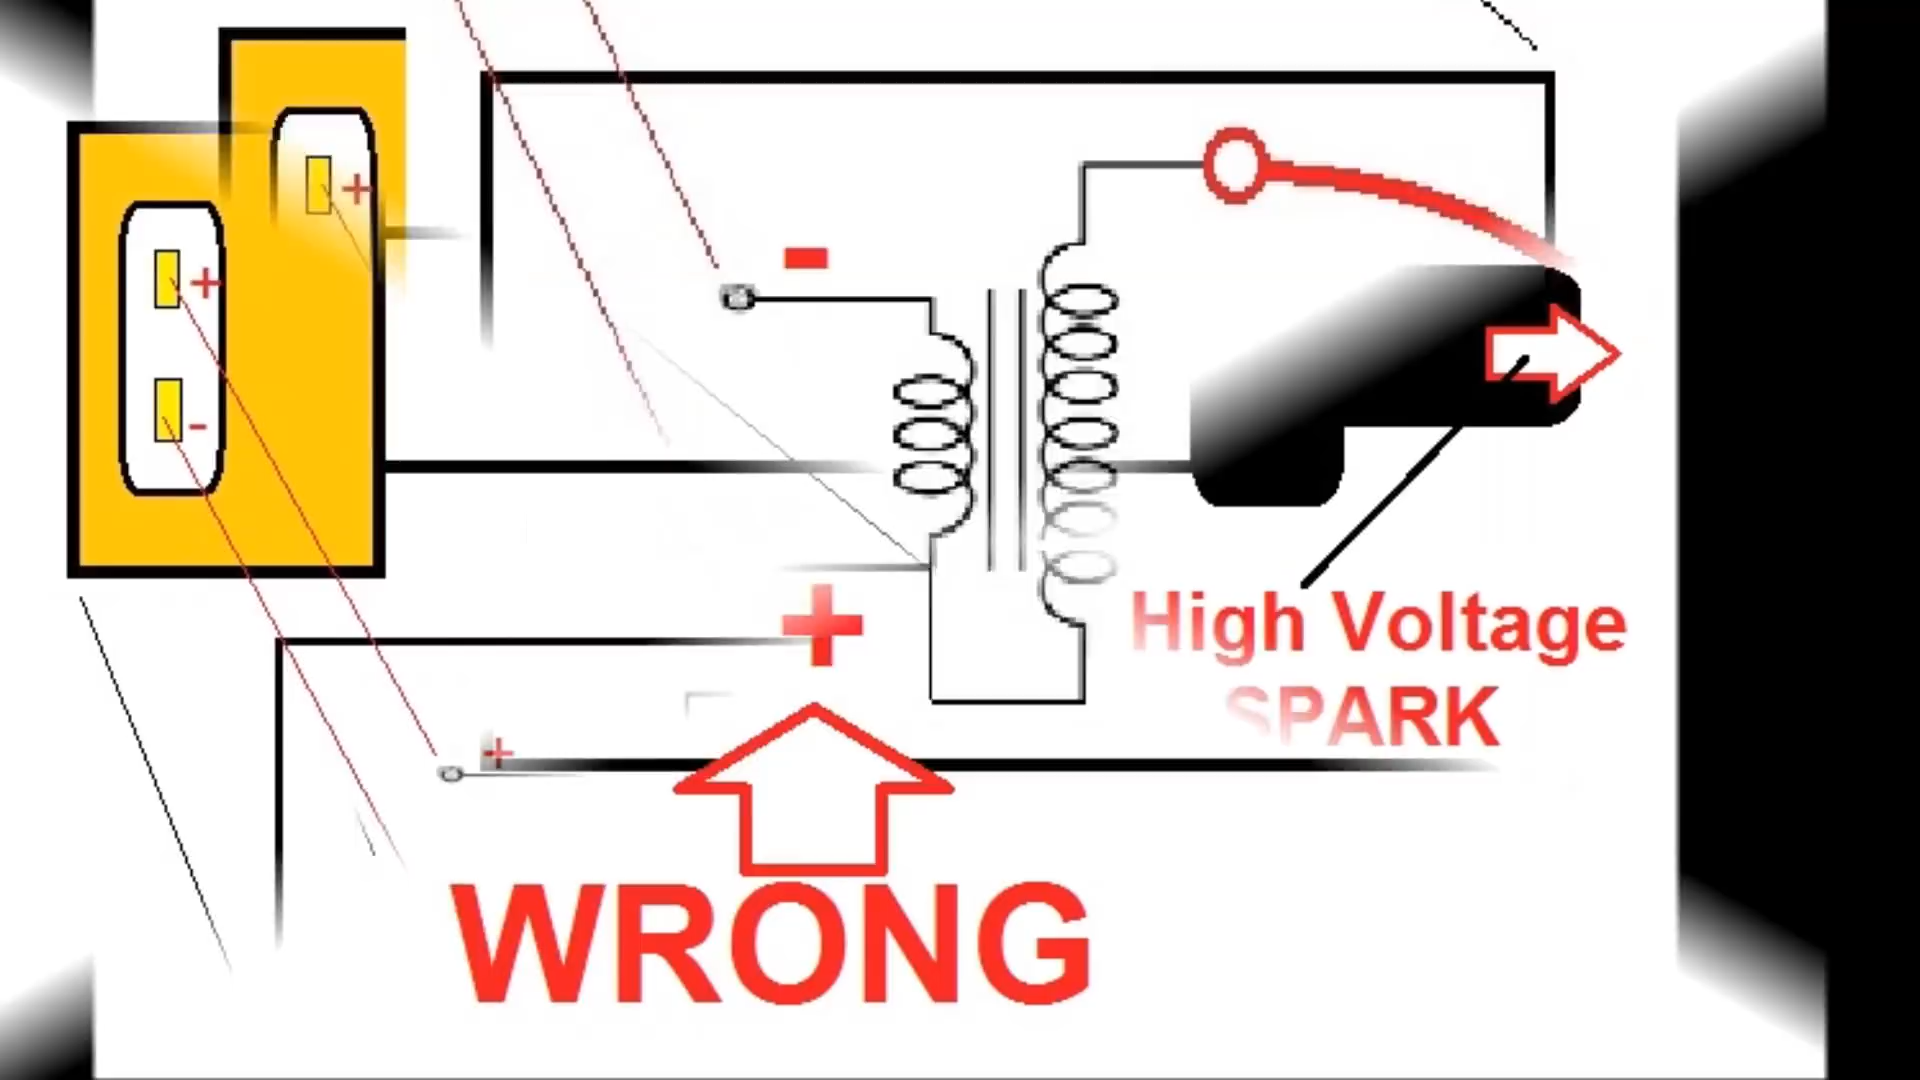 +
+
-
-
+
High Voltage
SPARK
+
WRONG